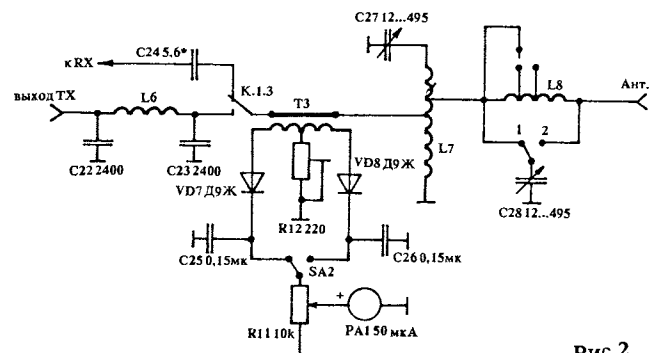 C27 12...495
C24 5,6*
к RX
K.1.3
L8
выход TX
L6
T3
Ант.
1
2
L7
VD8 Д9Ж
C22 2400
C23 2400
VD7 Д9Ж
R12 220
C28 12...495
C25 0,15мк
SA2
C26 0,15мк
+
R11 10k
PA1 50 мкА
Рис.2